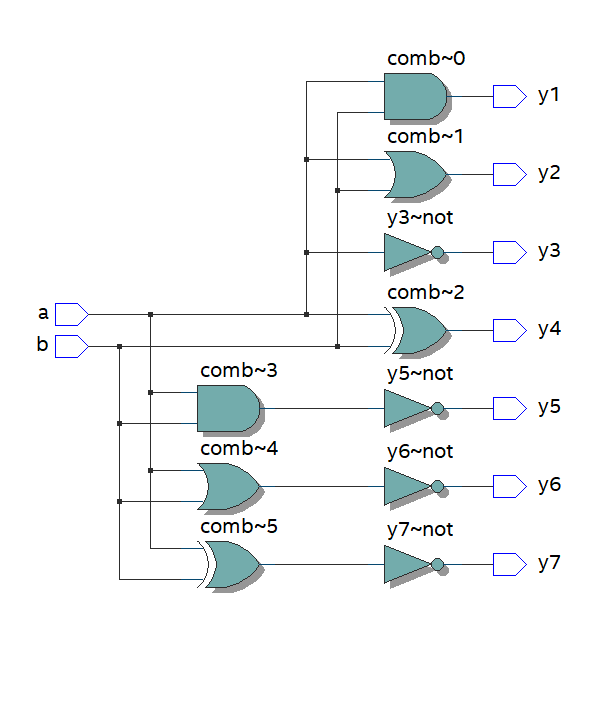 comb~0
y1
comb~1
y2
y3~not
y3
comb~2
a
y4
b
comb~3
y5~not
y5
comb~4
y6~not
y6
comb~5
y7~not
y7